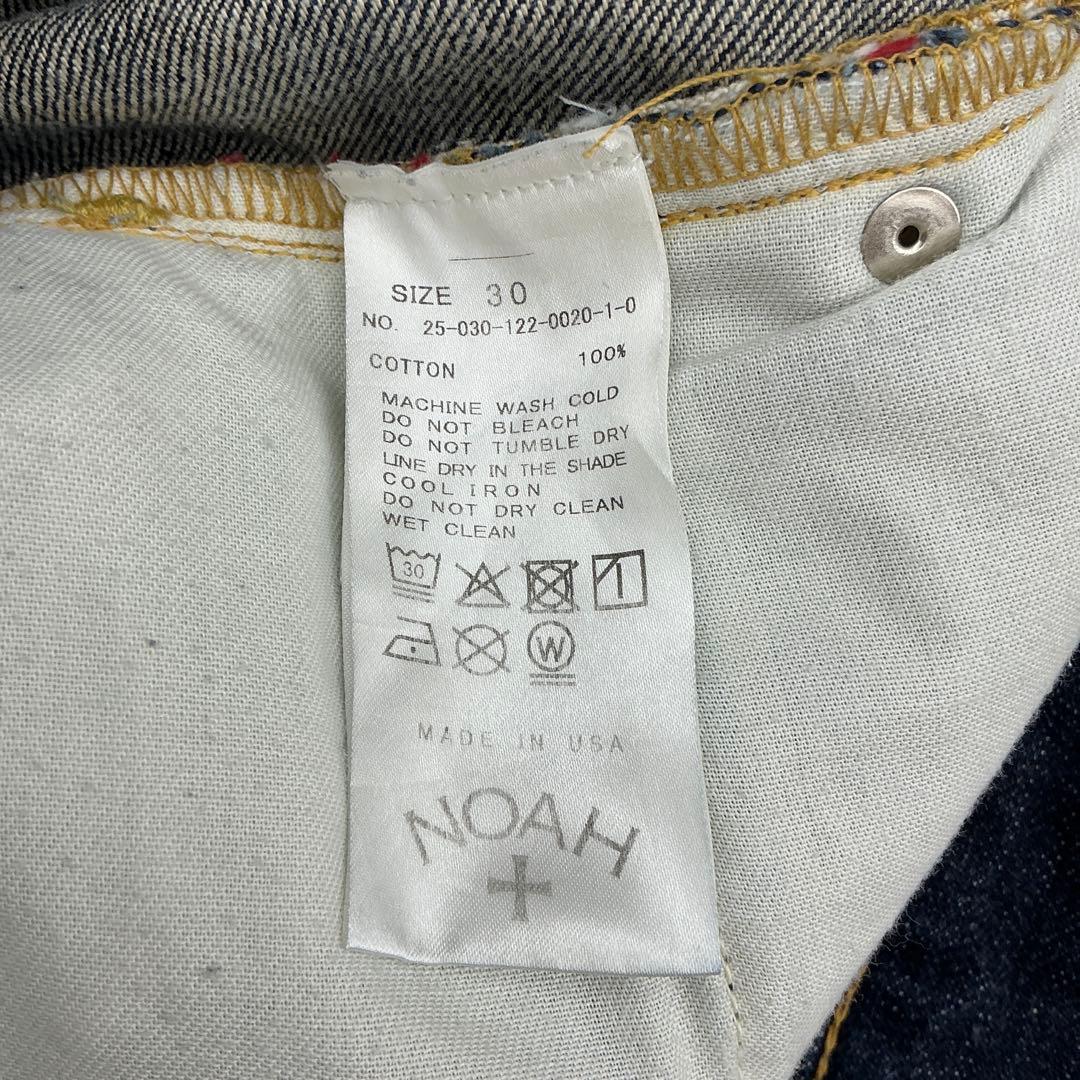 SIZE 30
NO. 25-030-122-0020-1-0
COTTON 100%
MACHINE WASH COLD
DO NOT BLEACH
DO NOT TUMBLE DRY
LINE DRY IN THE SHADE
COOL IRON
DO NOT DRY CLEAN
WET CLEAN
30
W
MADE IN USA
NOAH